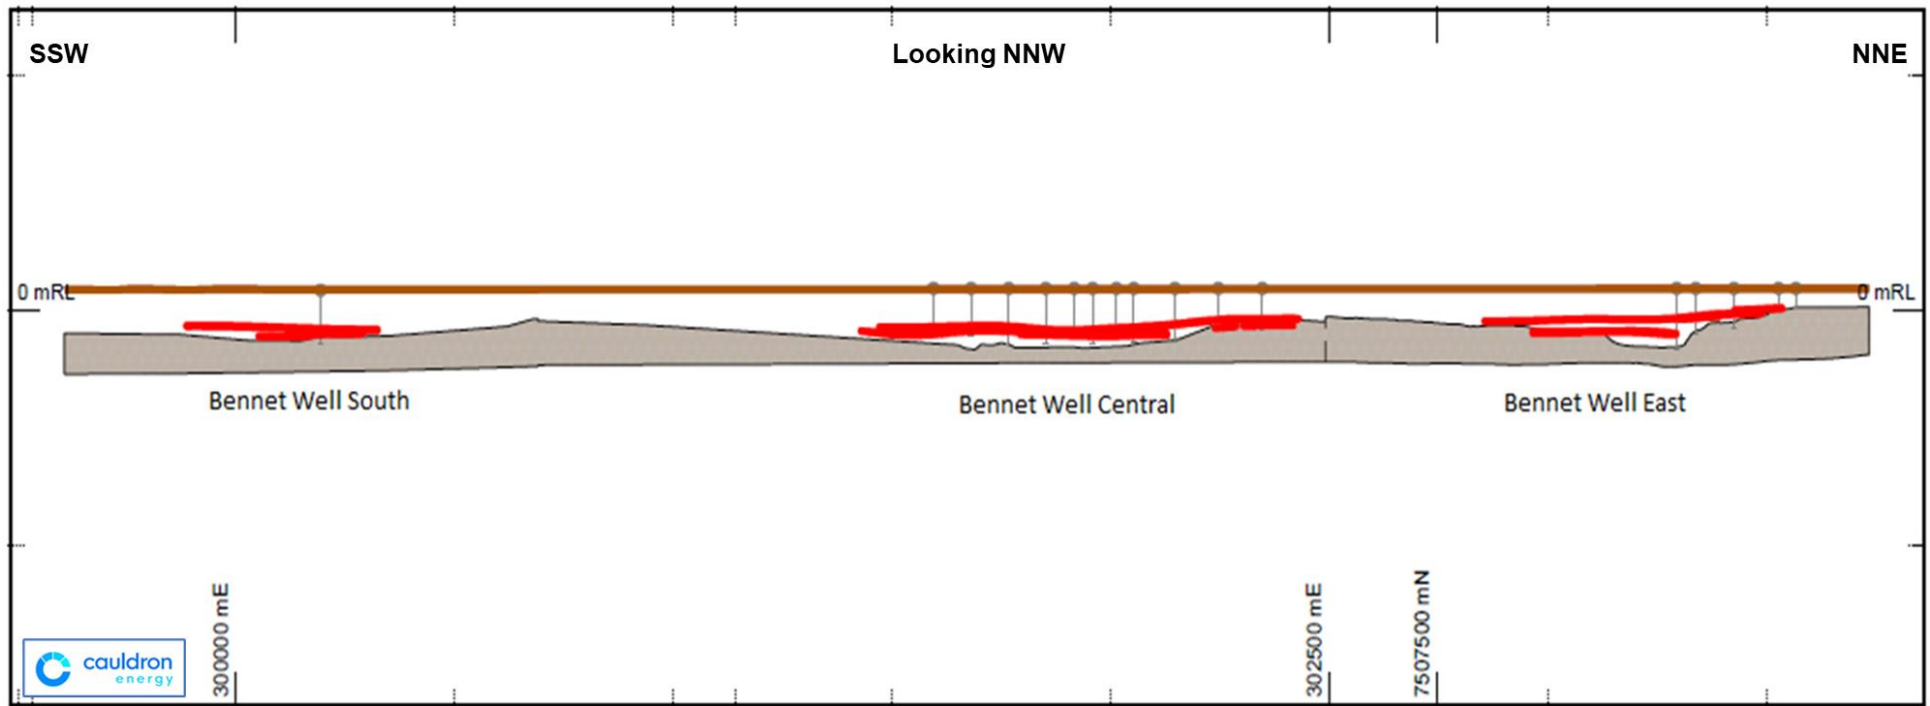 SSW
Looking NNW
NNE
0 mRL
0 mRL
Bennet Well South
Bennet Well Central
Bennet Well East
300000 mE
302500 mE
7507500 mN
cauldron
energy